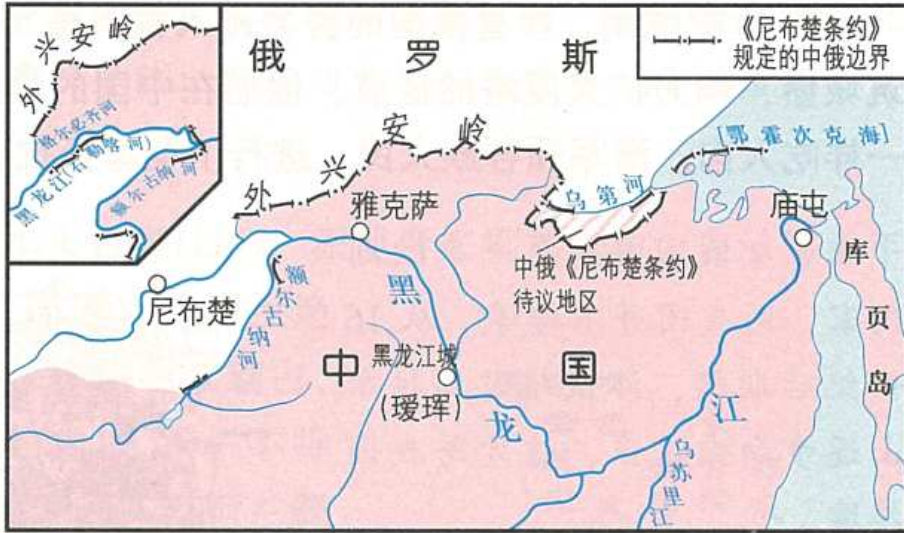 《尼布楚条约》
规定的中俄边界
俄罗斯
外兴安岭
格尔必齐河
黑龙江(石勒喀河)
额尔古纳河
外兴安岭
[鄂霍次克海]
乌第河
雅克萨
庙屯
中俄《尼布楚条约》
待议地区
库页岛
尼布楚
额尔古纳河
黑龙江
中国
黑龙江城
(瑷珲)
乌苏里江